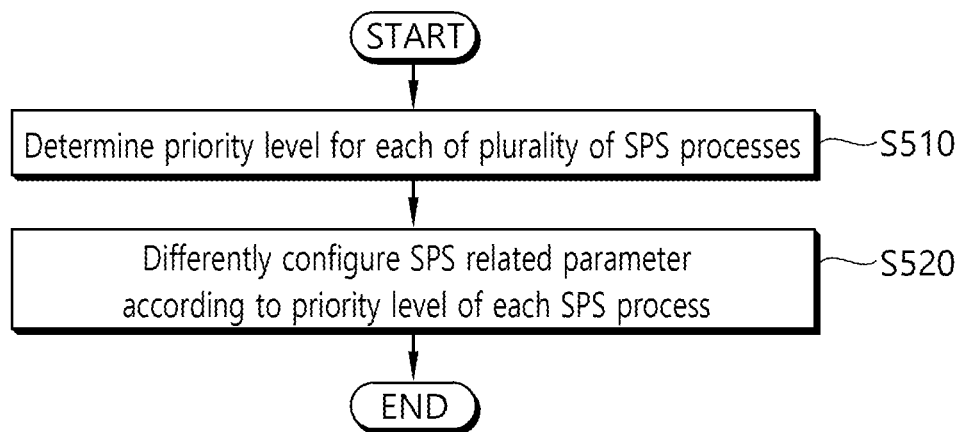 START
Determine priority level for each of plurality of SPS processes
S510
Differently configure SPS related parameter
according to priority level of each SPS process
S520
END